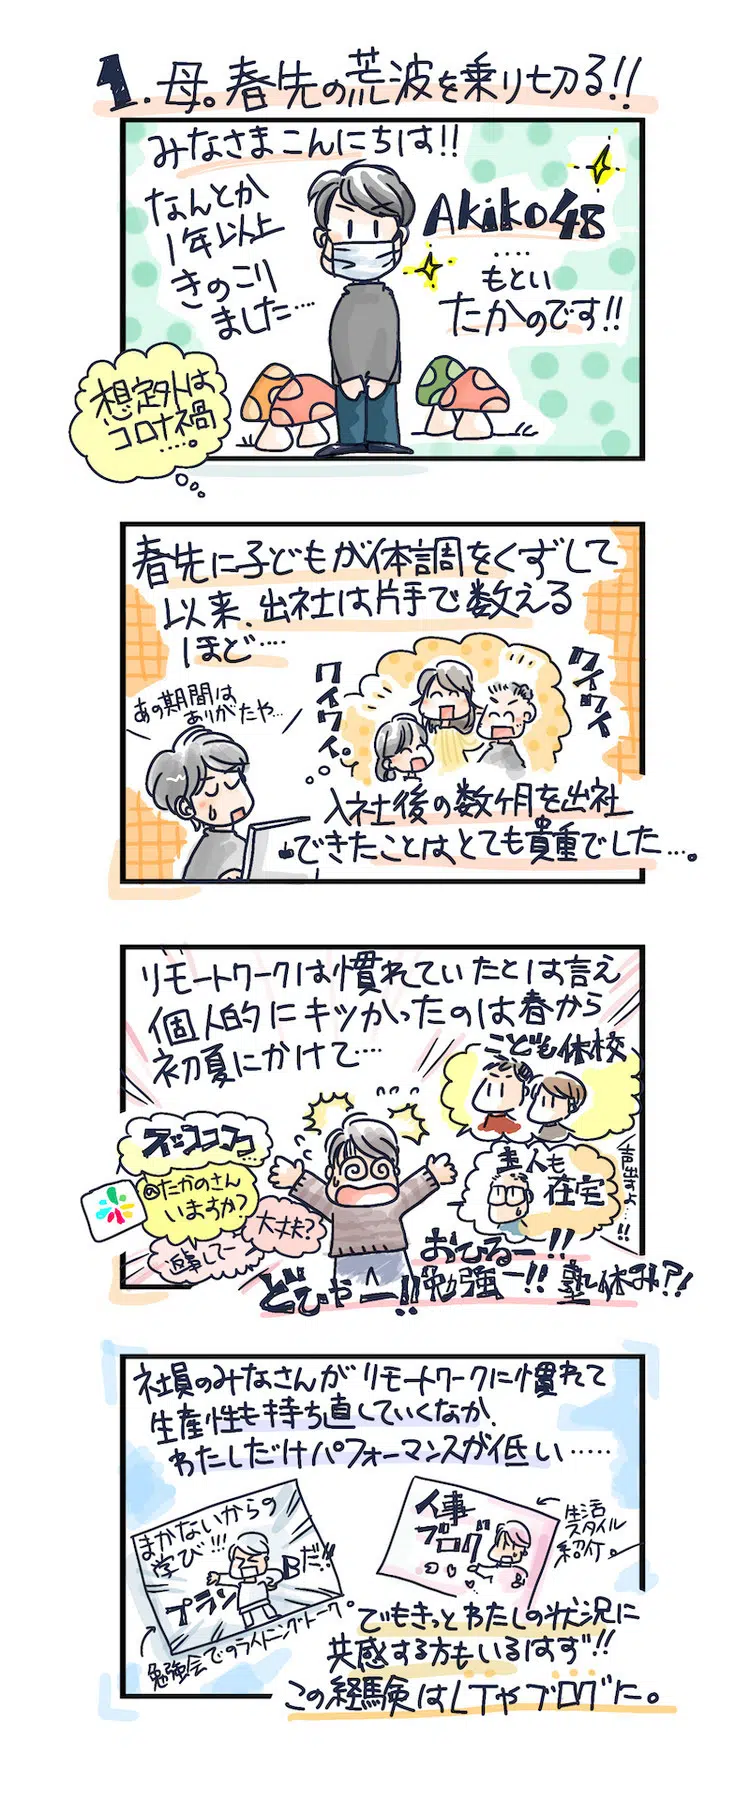 1. 母。春先の荒波を乗り切る!!
みなさまこんにちは!!
なんとか
1年以上
きのこり
ました…
Akiko48
.....
もとい
たかのです!!
想定外は
コロナ禍
.....
春先に子どもが体調をくずして
以来、出社は片手で数える
ほど….
あの期間は
ありがたや…
ワイワイ
ワイワイ。
入社後の数ヶ月を出社
できたことは、とても貴重でした….。
リモートワークは慣れていたとは言え
個人的にキツかったのは春から
初夏にかけて….
こども休校
スッコココ…
@たかのさん
いますか?
大丈夫?
返事してー
主人も
在宅
声出すよ…!!
おひるー!!
どひゃー!!
勉強ー!!
塾休み?!
社員のみなさんがリモートワークに慣れて
生産性も持ち直していくなか、
わたしだけパフォーマンスが低い……
まかないからの
学び!!!
プランBだ!!
勉強会でのライトニングトーク
人事
ブログ
生活
スタイル
紹介。
でもきっとわたしの状況に
共感する方もいるはず!!
この経験はLTやブログに。